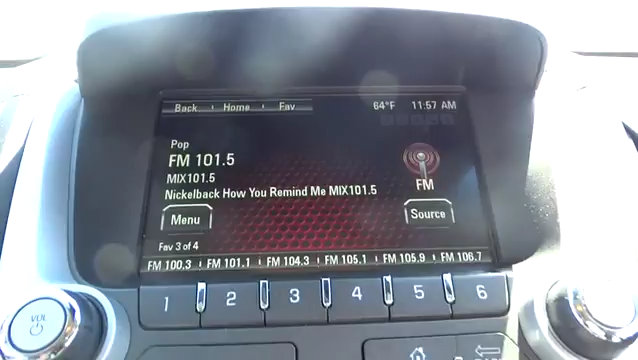 Back Home Fav 64°F 11:57 AM
Pop
FM 101.5
MIX101.5
Nickelback How You Remind Me MIX101.5
FM
Menu Source
Fav 3 of 4
FM 100.3 FM 101.1 FM 104.3 FM 105.1 FM 105.9 FM 106.7
1 2 3 4 5 6
VOL